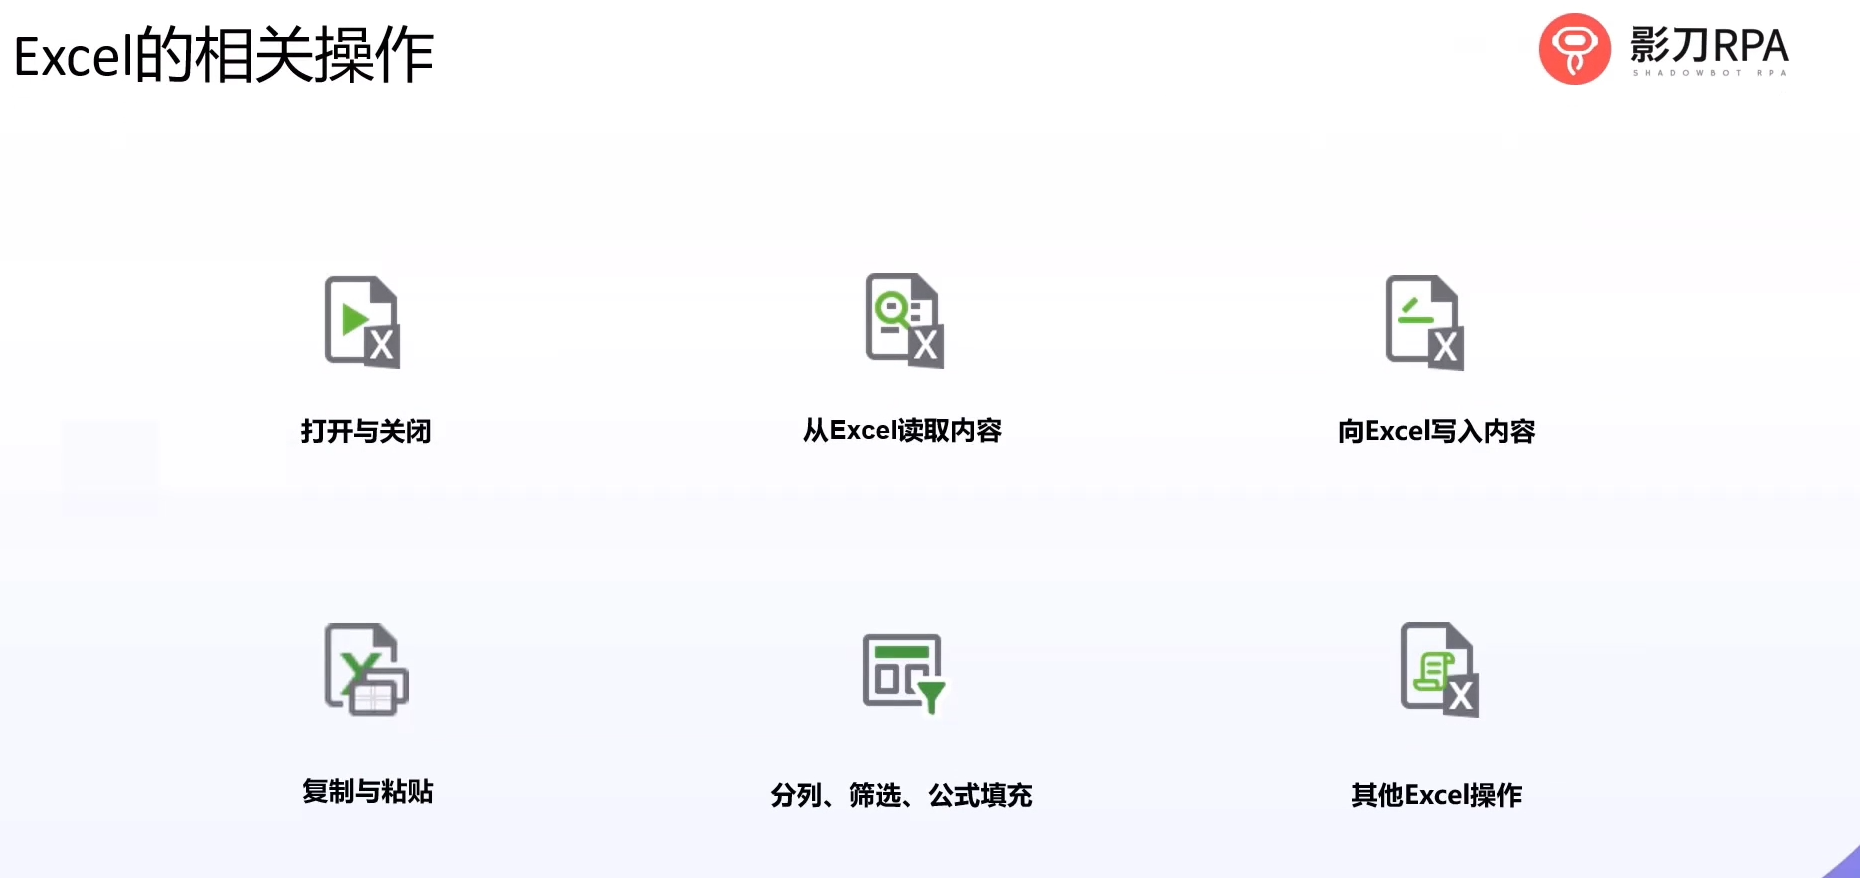 Excel的相关操作
影刀RPA
SHADOWBOT RPA
打开与关闭
从Excel读取内容
向Excel写入内容
复制与粘贴
分列、筛选、公式填充
其他Excel操作